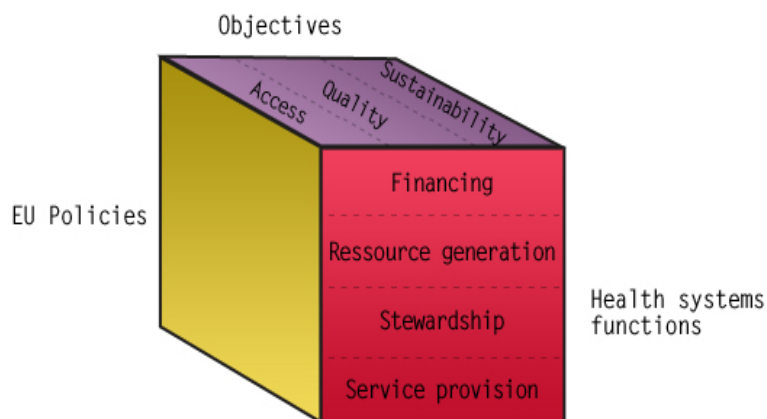 Objectives
Access
Quality
Sustainability
Financing
EU Policies
Ressource generation
Health systems
functions
Stewardship
Service provision